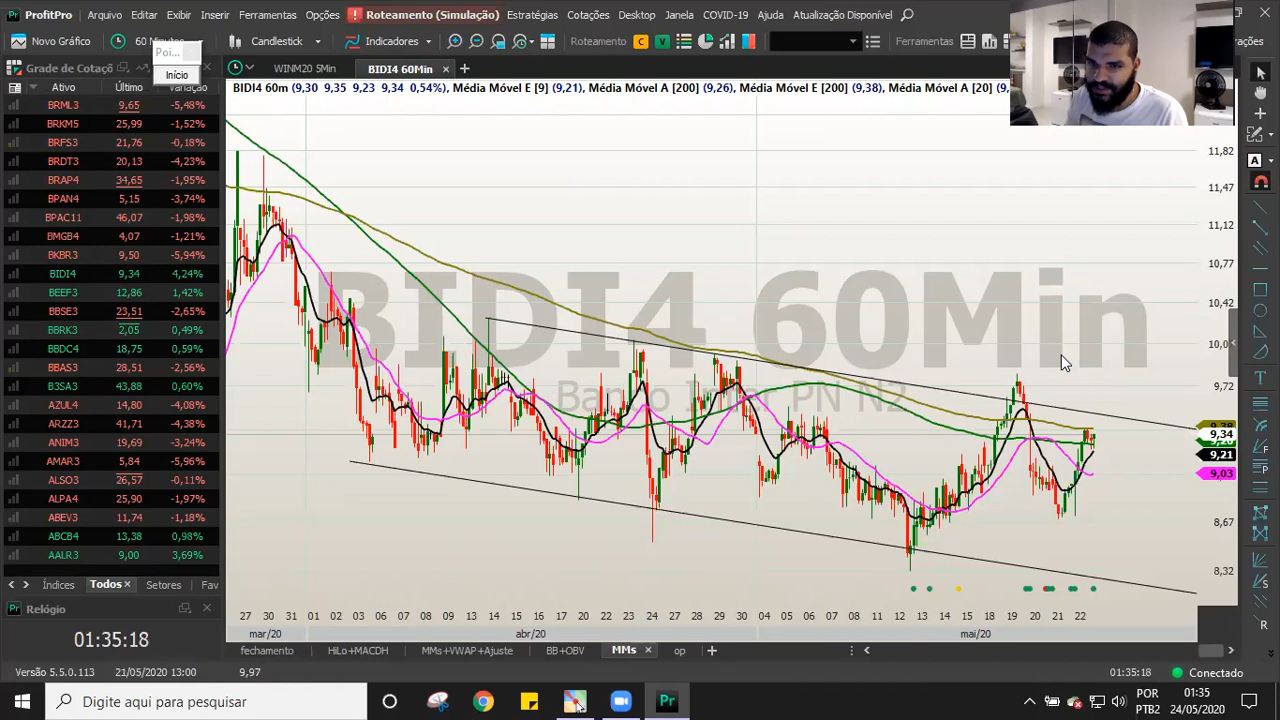 ProfitPro Arquivo Editar Exibir Inserir Ferramentas Opções Roteamento (Simulação) Estratégias Cotações Desktop Janela COVID-19 Ajuda Atualização Disponível
Novo Gráfico 60 Minutos Candlestick Indicadores Roteamento C V Ferramentas
Poi...
Início
Grade de Cotaçõ WINM20 5Min BIDI4 60Min
Ativo Último Variação
BIDI4 60m (9,30 9,35 9,23 9,34 0,54%), Média Móvel E [9] (9,21), Média Móvel A [200] (9,26), Média Móvel E [200] (9,38), Média Móvel A [20] (9,
BRML3 9,65 -5,48%
BRKM5 25,99 -1,52%
BRFS3 21,76 -0,18%
BRDT3 20,13 -4,23%
BRAP4 34,65 -1,95%
BPAN4 5,15 -3,74%
BPAC11 46,07 -1,98%
BMGB4 4,07 -1,21%
BKBR3 9,50 -5,94%
BIDI4 9,34 4,24%
BEEF3 12,86 1,42%
BBSE3 23,51 -2,65%
BBRK3 2,05 0,49%
BBDC4 18,75 0,59%
BBAS3 28,51 -2,56%
B3SA3 43,88 0,60%
AZUL4 14,80 -4,08%
ARZZ3 41,71 -4,38%
ANIM3 19,69 -3,24%
AMAR3 5,84 -5,96%
ALSO3 26,57 -0,11%
ALPA4 25,90 -1,97%
ABEV3 11,74 -1,18%
ABCB4 13,38 0,98%
AALR3 9,00 3,69%
BIDI4 60Min
Banco Inter PN N2
11,82
11,47
11,12
10,77
10,42
10,0
9,72
9,38
9,34
9,21
9,03
8,67
8,32
Índices Todos Setores Fav
27 30 31 01 02 03 06 07 08 09 13 14 15 16 17 20 22 23 24 27 28 29 30 04 05 06 07 08 11 12 13 14 15 18 19 20 21 22
mar/20 abr/20 mai/20
Relógio
01:35:18
fechamento HiLo+MACDH MMs+VWAP+Ajuste BB+OBV MMs op
Versão 5.5.0.113 21/05/2020 13:00 9,97 01:35:18 Conectado
Digite aqui para pesquisar
POR
PTB2
01:35
24/05/2020